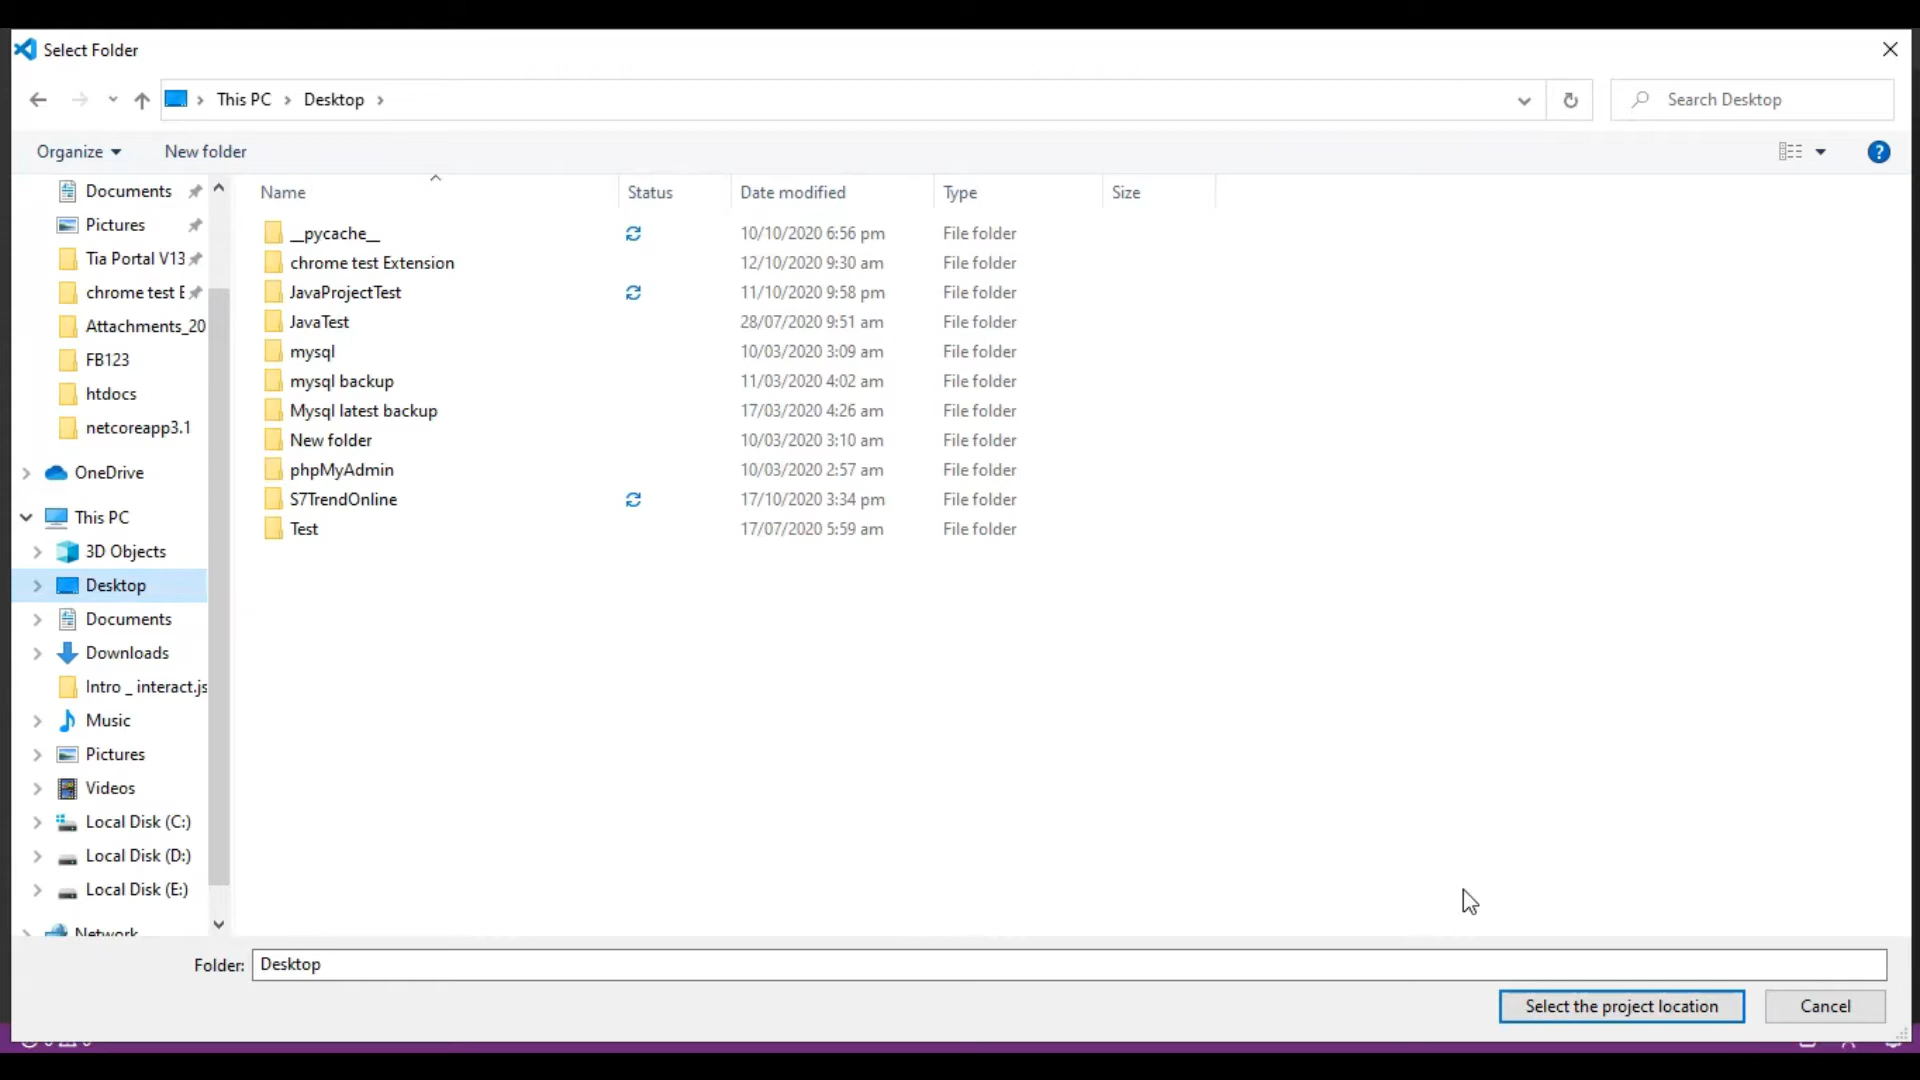 Select Folder
This PC Desktop
Search Desktop
Organize New folder
?
Documents
Pictures
Tia Portal V13
chrome test E
Attachments_20
FB123
htdocs
netcoreapp3.1
OneDrive
This PC
3D Objects
Desktop
Documents
Downloads
Intro _ interact.js
Music
Pictures
Videos
Local Disk (C:)
Local Disk (D:)
Local Disk (E:)
Network
Name Status Date modified Type Size
__pycache__ 10/10/2020 6:56 pm File folder
chrome test Extension 12/10/2020 9:30 am File folder
JavaProjectTest 11/10/2020 9:58 pm File folder
JavaTest 28/07/2020 9:51 am File folder
mysql 10/03/2020 3:09 am File folder
mysql backup 11/03/2020 4:02 am File folder
Mysql latest backup 17/03/2020 4:26 am File folder
New folder 10/03/2020 3:10 am File folder
phpMyAdmin 10/03/2020 2:57 am File folder
S7TrendOnline 17/10/2020 3:34 pm File folder
Test 17/07/2020 5:59 am File folder
Folder: Desktop
Select the project location Cancel